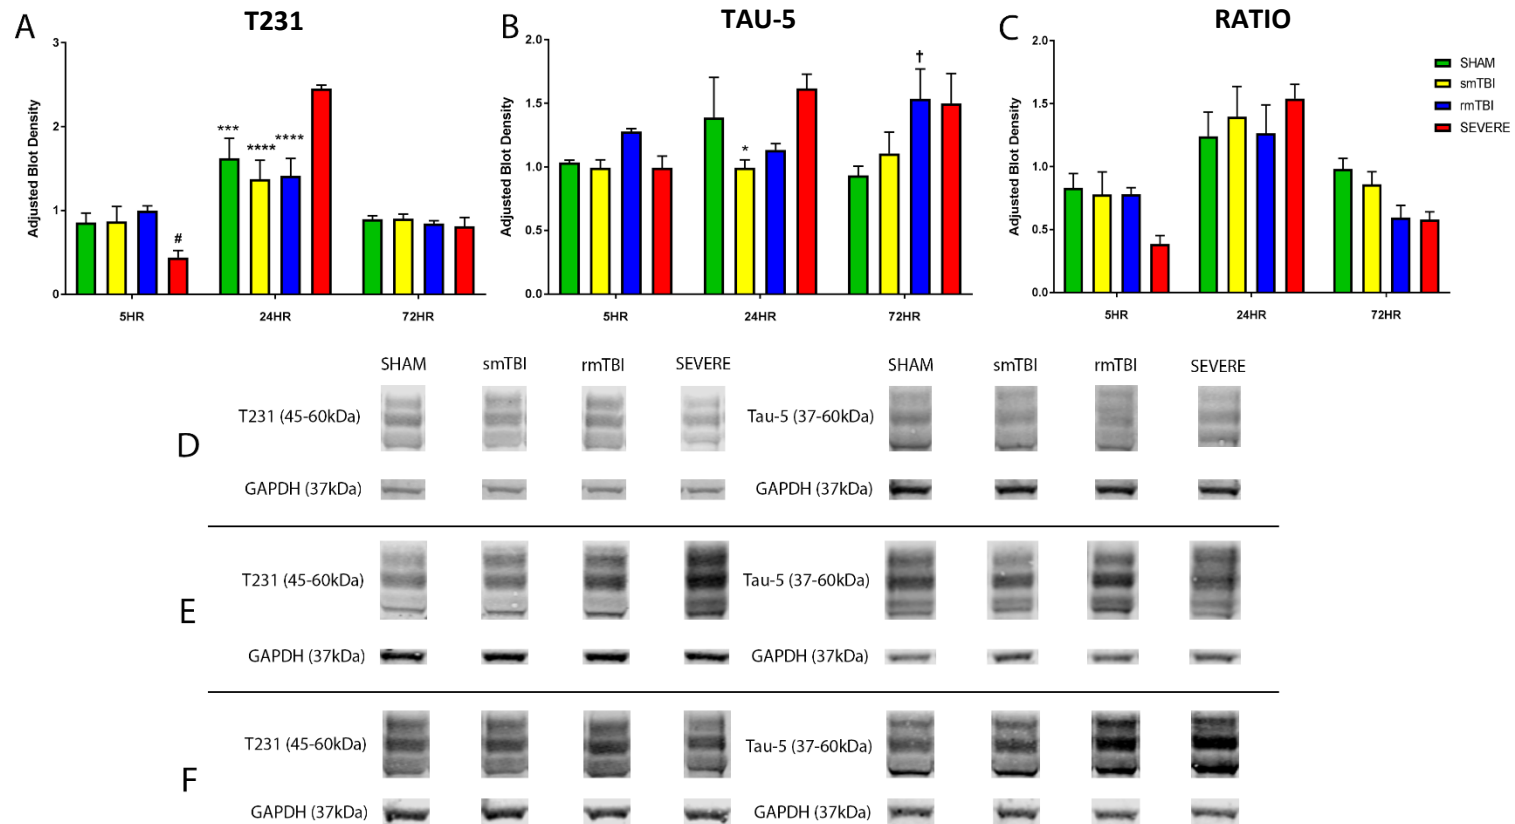 A
T231
B
TAU-5
C
RATIO
Adjusted Blot Density
3
2
1
0
***
****
****
#
5HR
24HR
72HR
Adjusted Blot Density
2.0
1.5
1.0
0.5
0.0
*
†
5HR
24HR
72HR
Adjusted Blot Density
2.0
1.5
1.0
0.5
0.0
5HR
24HR
72HR
SHAM
smTBI
rmTBI
SEVERE
SHAM smTBI rmTBI SEVERE SHAM smTBI rmTBI SEVERE
D
T231 (45-60kDa) Tau-5 (37-60kDa)
GAPDH (37kDa) GAPDH (37kDa)
E
T231 (45-60kDa) Tau-5 (37-60kDa)
GAPDH (37kDa) GAPDH (37kDa)
F
T231 (45-60kDa) Tau-5 (37-60kDa)
GAPDH (37kDa) GAPDH (37kDa)